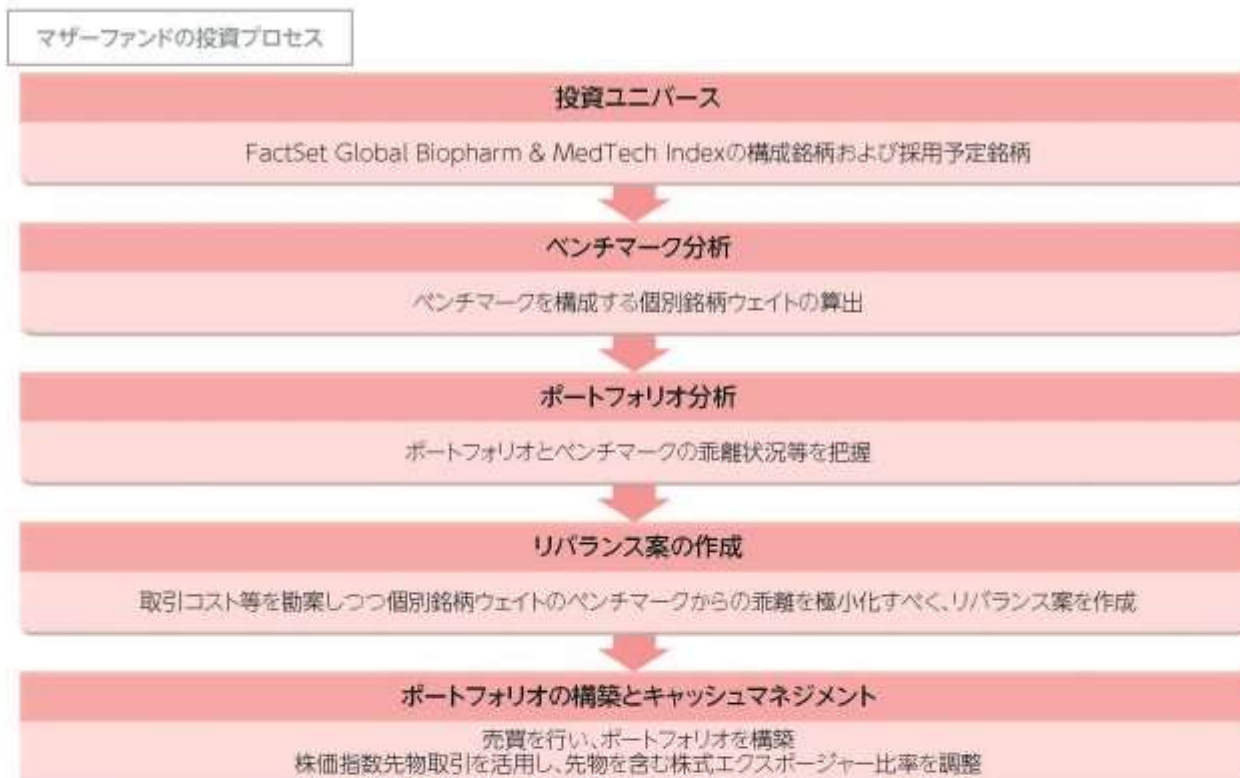 マザーファンドの投資プロセス
投資ユニバース
FactSet Global Biopharm & MedTech Indexの構成銘柄および採用予定銘柄
ベンチマーク分析
ベンチマークを構成する個別銘柄ウェイトの算出
ポートフォリオ分析
ポートフォリオとベンチマークの乖離状況等を把握
リバランス案の作成
取引コスト等を勘案しつつ個別銘柄ウェイトのベンチマークからの乖離を極小化すべく、リバランス案を作成
ポートフォリオの構築とキャッシュマネジメント
売買を行い、ポートフォリオを構築
株価指数先物取引を活用し、先物を含む株式エクスポージャー比率を調整